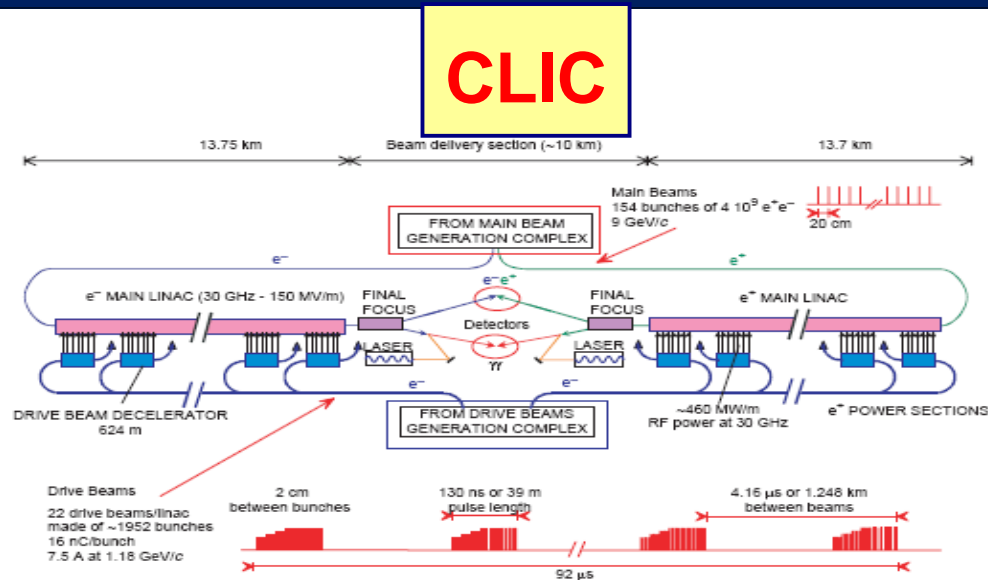 CLIC
13.75 km
Beam delivery section (~10 km)
13.7 km
Main Beams
154 bunches of 4 10⁹ e⁺e⁻
9 GeV/c
20 cm
FROM MAIN BEAM
GENERATION COMPLEX
e⁻
e⁺
e⁻ e⁺
e⁻ MAIN LINAC (30 GHz - 150 MV/m)
FINAL
FOCUS
FINAL
FOCUS
e⁺ MAIN LINAC
Detectors
LASER
LASER
γγ
e⁻
e⁻
DRIVE BEAM DECELERATOR
624 m
FROM DRIVE BEAMS
GENERATION COMPLEX
~460 MW/m
RF power at 30 GHz
e⁺ POWER SECTIONS
Drive Beams
22 drive beams/linac
made of ~1952 bunches
16 nC/bunch
7.5 A at 1.18 GeV/c
2 cm
between bunches
130 ns or 39 m
pulse length
4.16 μs or 1.248 km
between beams
92 μs